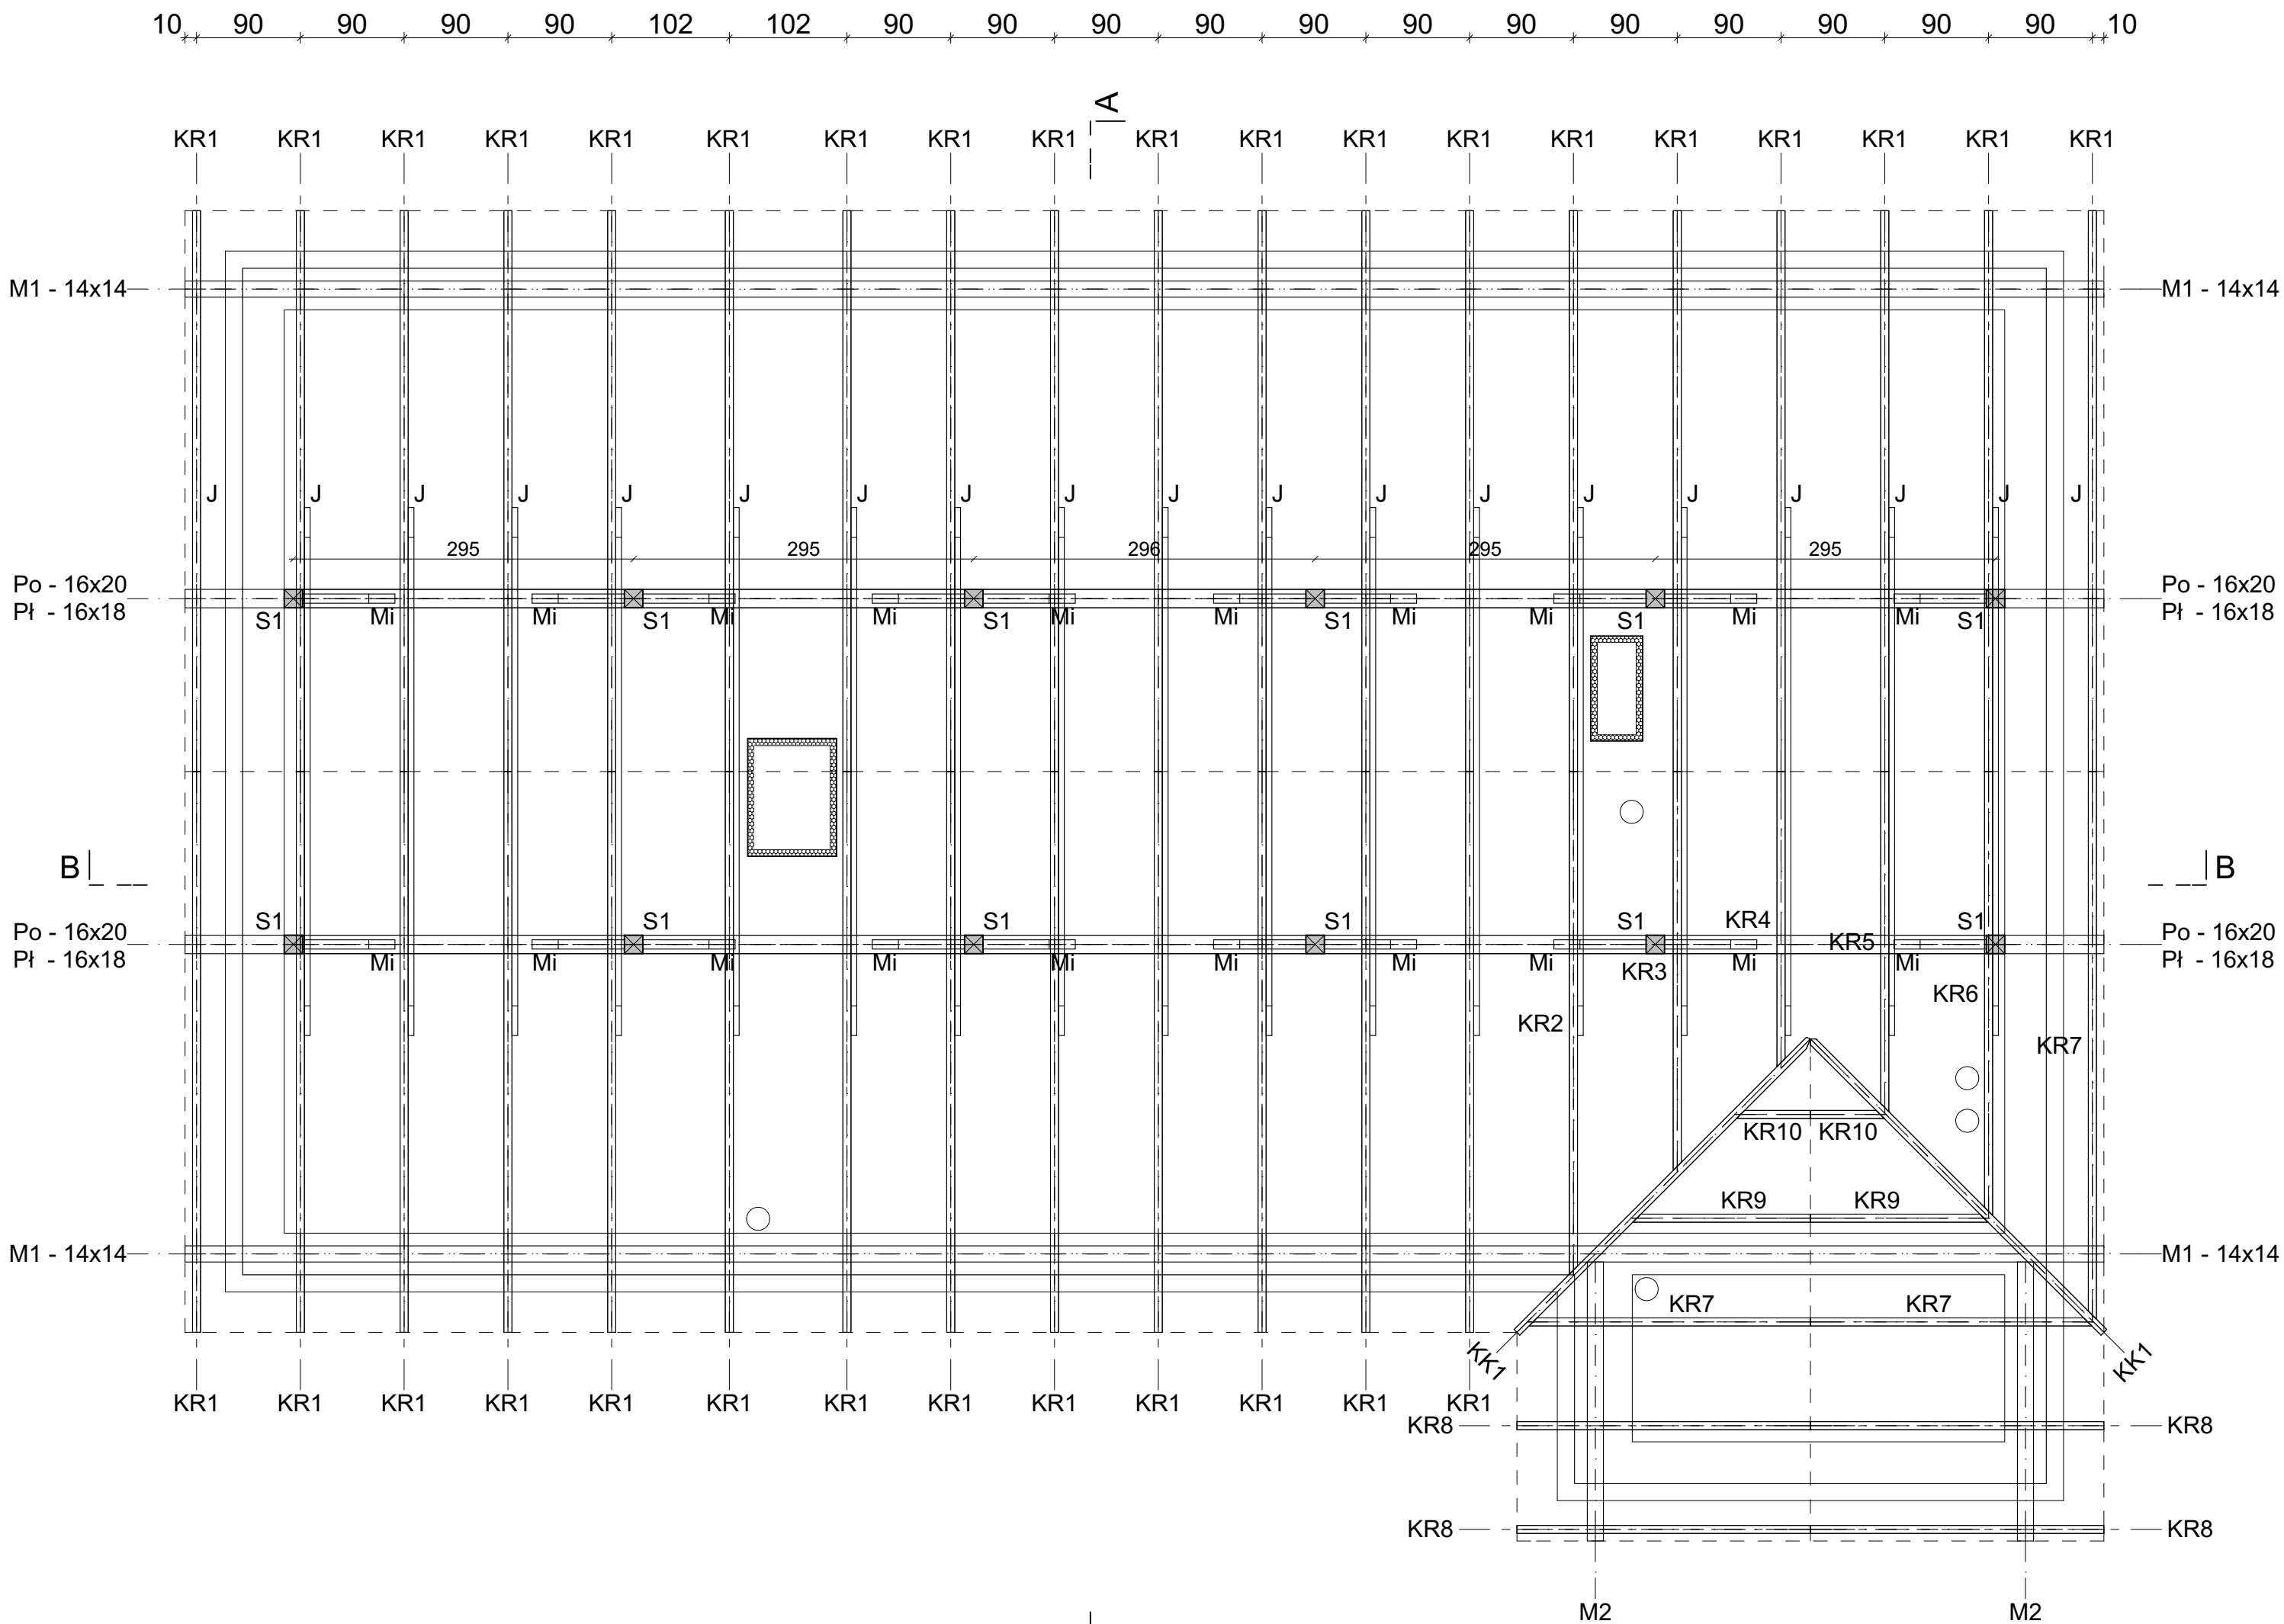 10 90 90 90 90 102 102 90 90 90 90 90 90 90 90 90 90 90 90 10
A
KR1 KR1 KR1 KR1 KR1 KR1 KR1 KR1 KR1 KR1 KR1 KR1 KR1 KR1 KR1 KR1 KR1 KR1 KR1
M1 - 14x14 M1 - 14x14
J J J J J J J J J J J J J J J J J J J
295 295 296 295 295
Po - 16x20 Po - 16x20
Pł - 16x18 Pł - 16x18
Mi Mi Mi Mi Mi Mi Mi Mi Mi Mi
S1 S1 S1 S1 S1 S1
B B
S1 S1 S1 S1 S1 KR4 S1
Po - 16x20 KR5 Po - 16x20
Pł - 16x18 Pł - 16x18
Mi Mi Mi Mi Mi Mi Mi Mi Mi Mi
KR3
KR6
KR2
KR7
KR10 KR10
KR9 KR9
M1 - 14x14 M1 - 14x14
KR7 KR7
KK1 KK1
KR1 KR1 KR1 KR1 KR1 KR1 KR1 KR1 KR1 KR1 KR1 KR1 KR1
KR8 KR8
KR8 KR8
M2 M2